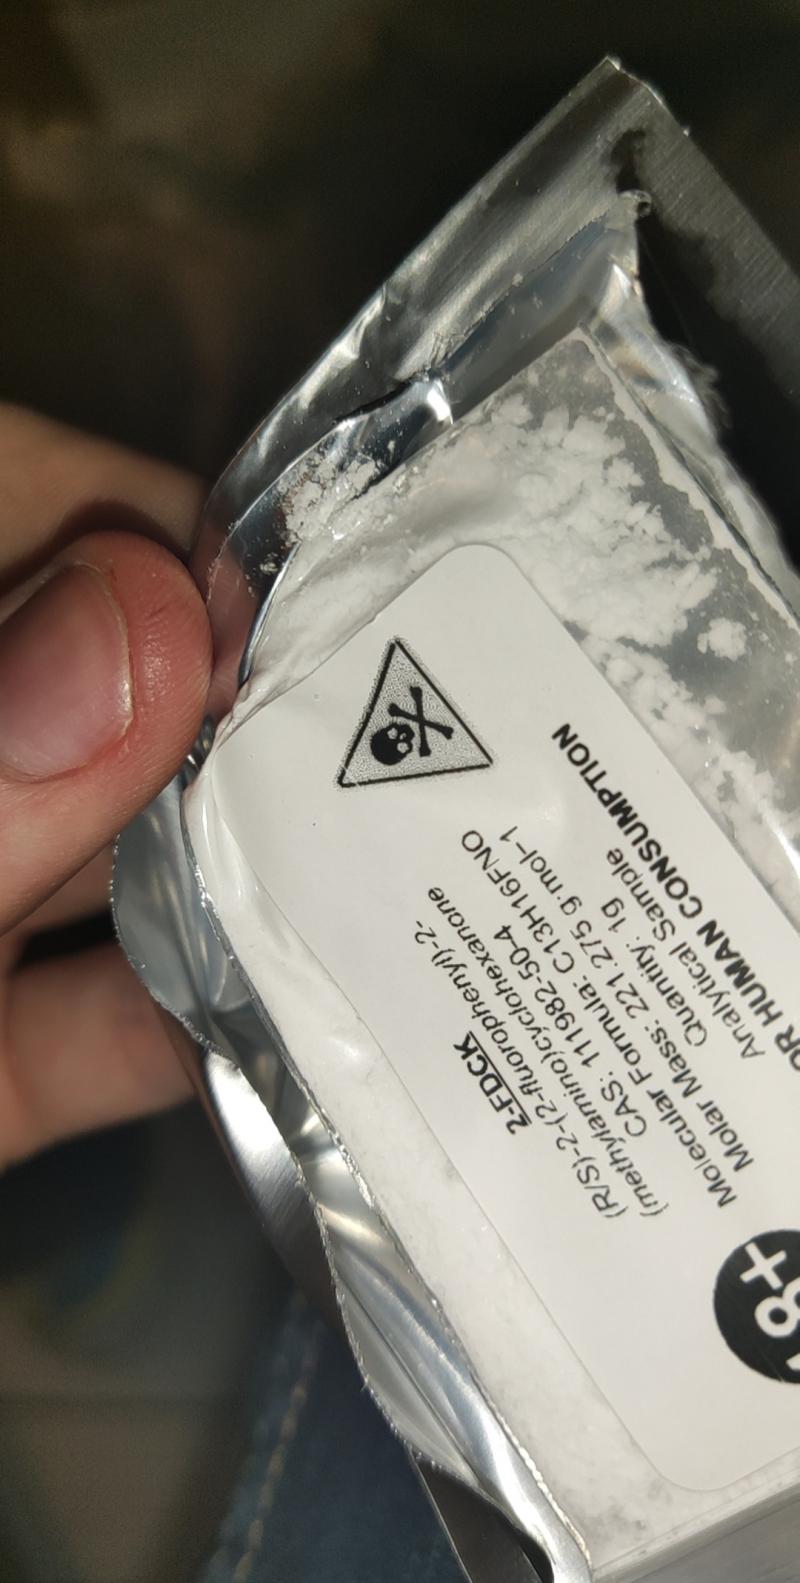 2-FDCK
(R/S)-2-(2-fluorophenyl)-2-
(methylamino)cyclohexanone
CAS: 111982-50-4
Molecular Formula: C13H16FNO
Molar Mass: 221.275 g·mol-1
Quantity: 1g
Analytical Sample
OR HUMAN CONSUMPTION
18+